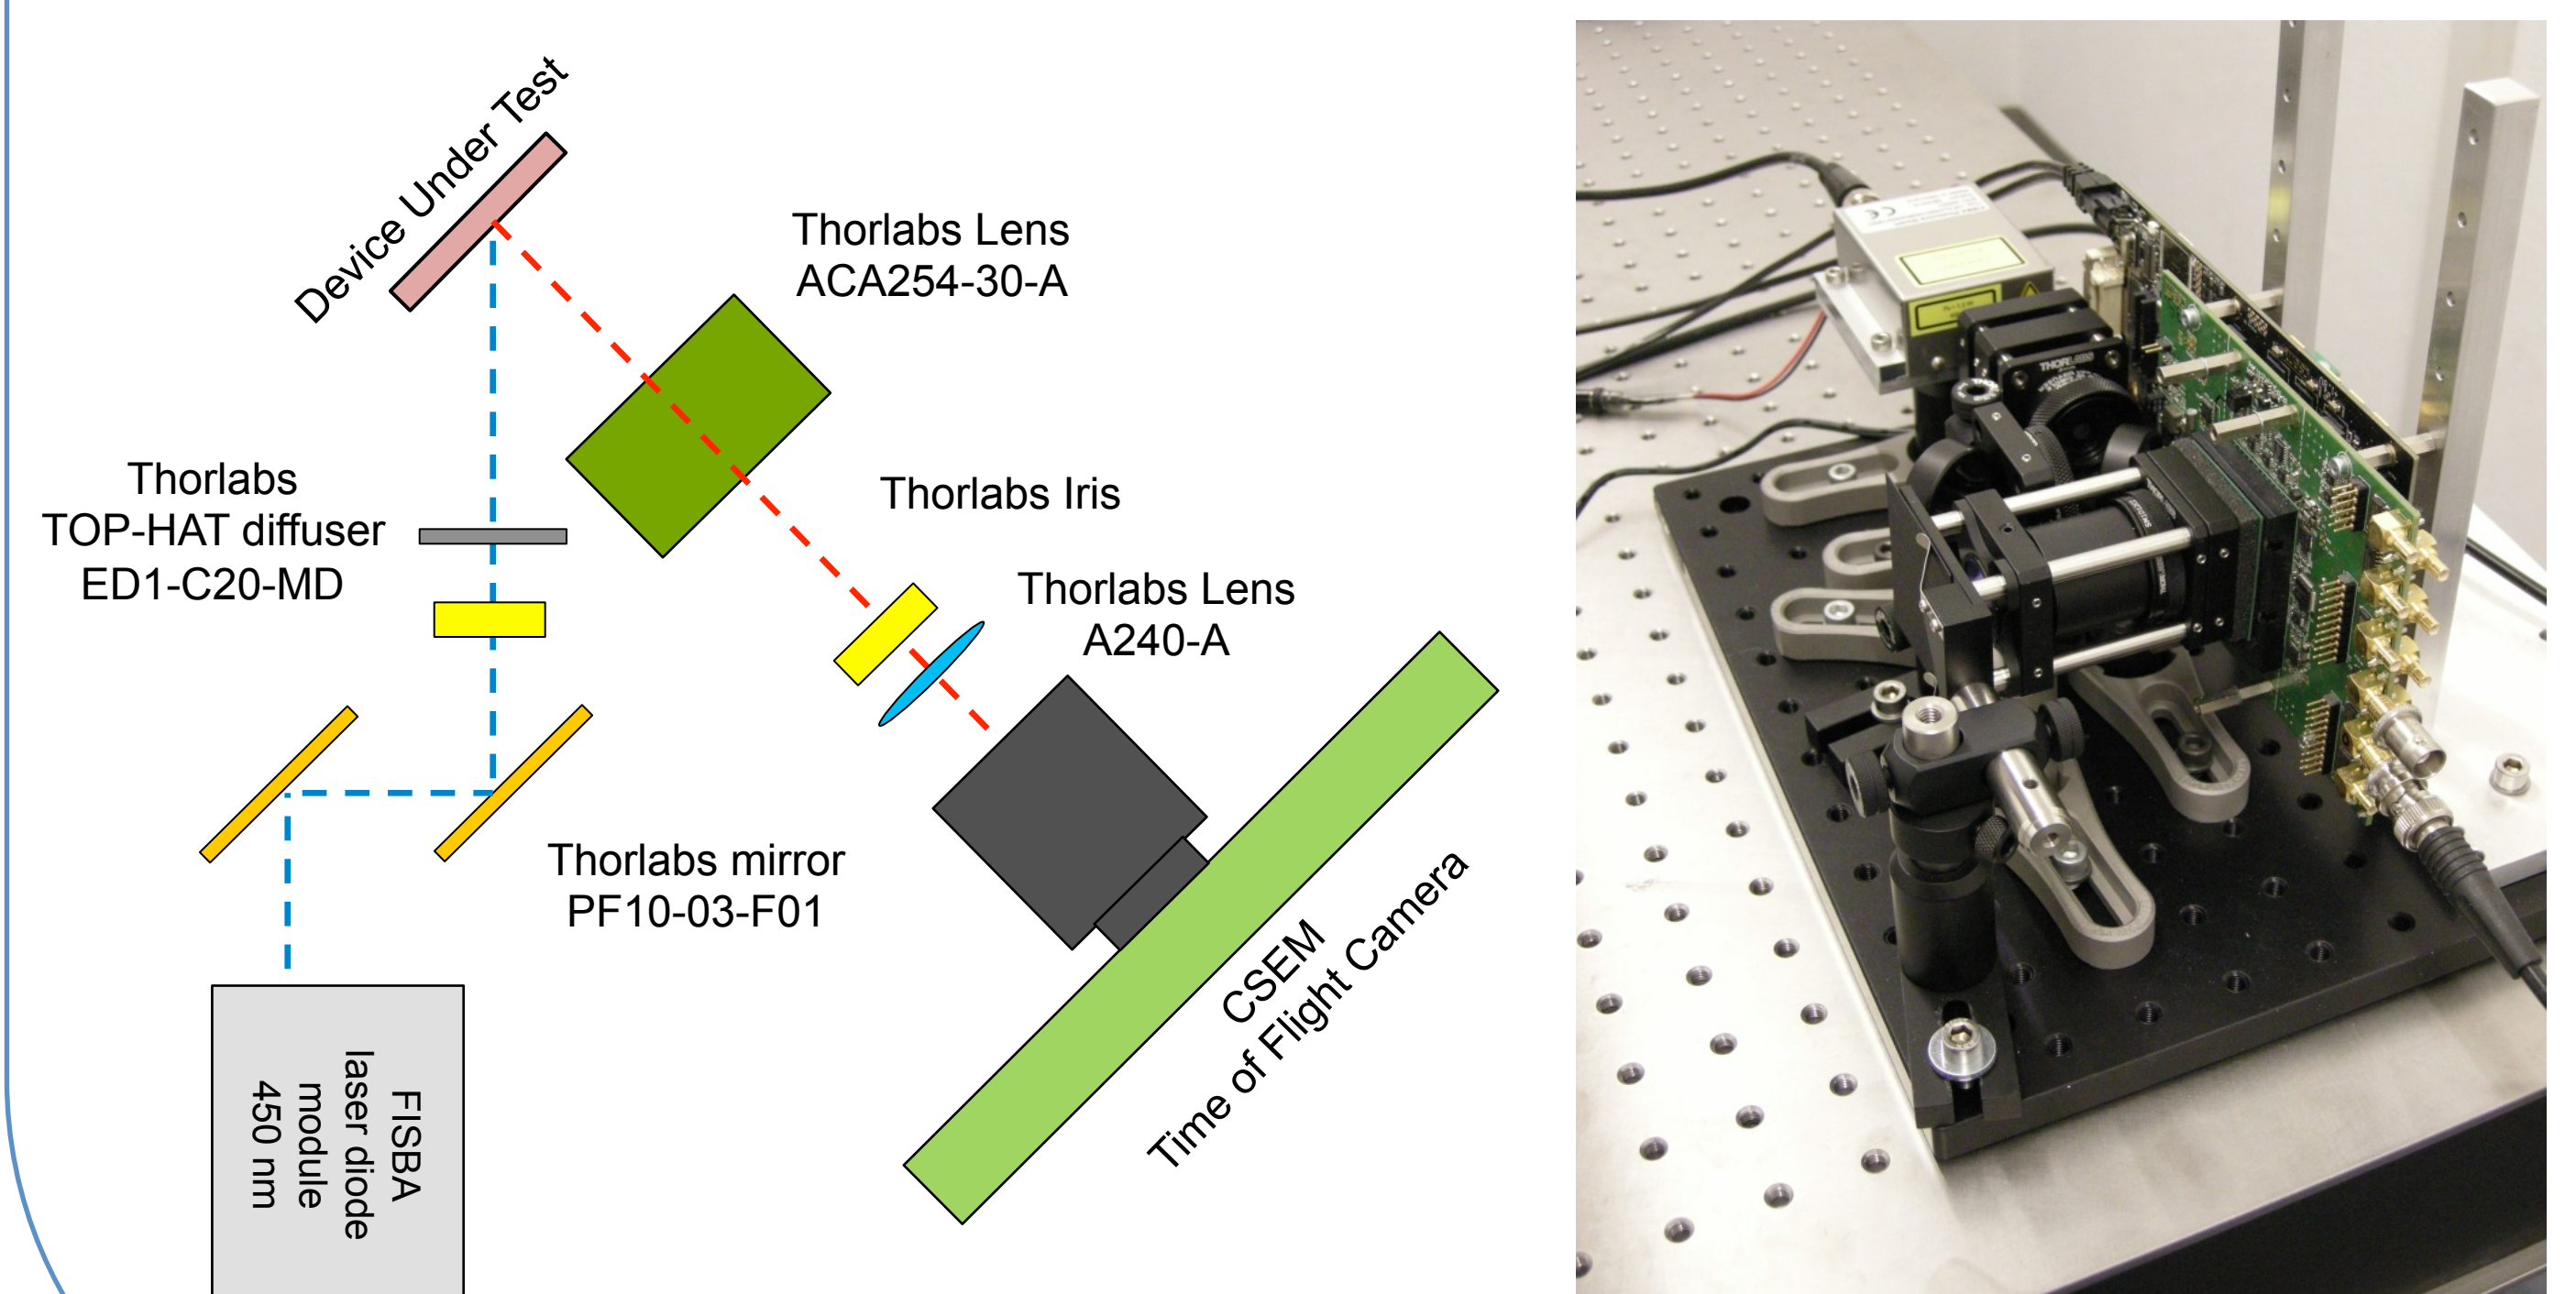 Device Under Test
Thorlabs Lens
ACA254-30-A
Thorlabs
TOP-HAT diffuser
ED1-C20-MD
Thorlabs Iris
Thorlabs Lens
A240-A
Thorlabs mirror
PF10-03-F01
CSEM
Time of Flight Camera
FISBA
laser diode
module
450 nm
THORLABS